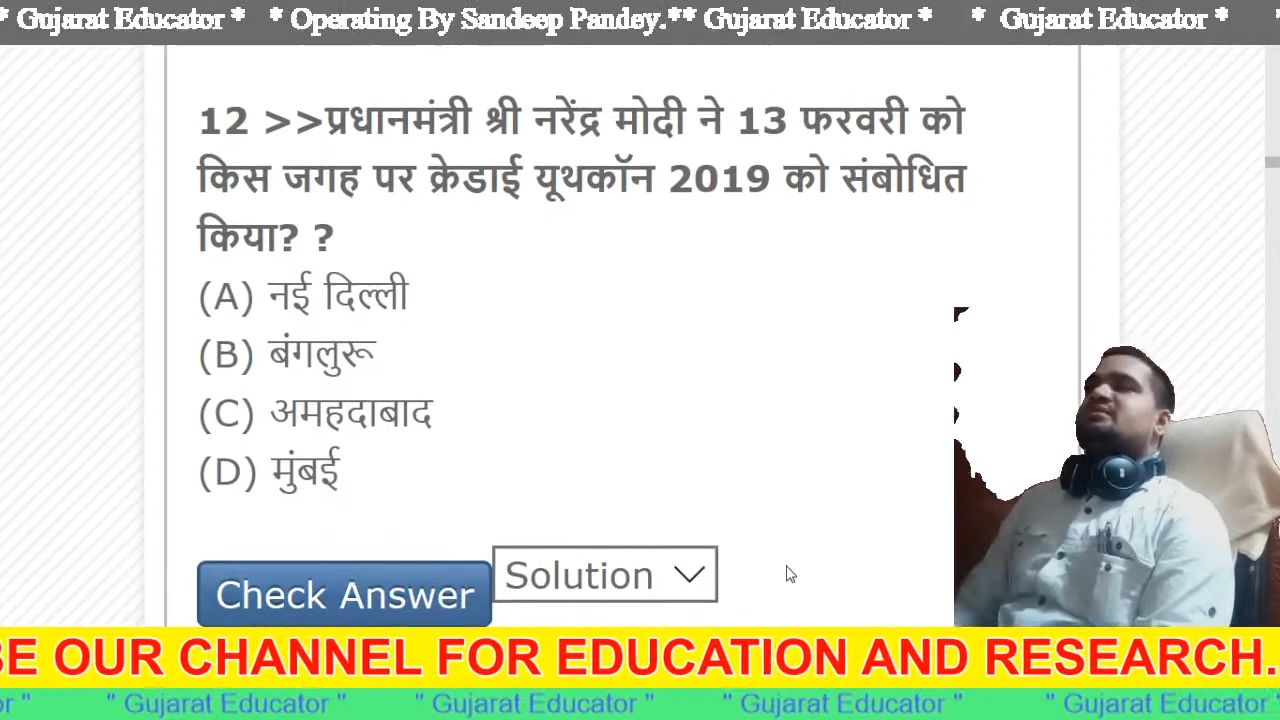 * Gujarat Educator * * Operating By Sandeep Pandey.** Gujarat Educator * * Gujarat Educator * *
12 >>प्रधानमंत्री श्री नरेंद्र मोदी ने 13 फरवरी को
किस जगह पर क्रेडाई यूथकॉन 2019 को संबोधित
किया? ?
(A) नई दिल्ली
(B) बंगलुरू
(C) अमहदाबाद
(D) मुंबई
Solution
Check Answer
BE OUR CHANNEL FOR EDUCATION AND RESEARCH.
or " " Gujarat Educator " " Gujarat Educator " " Gujarat Educator " " Gujarat Educator